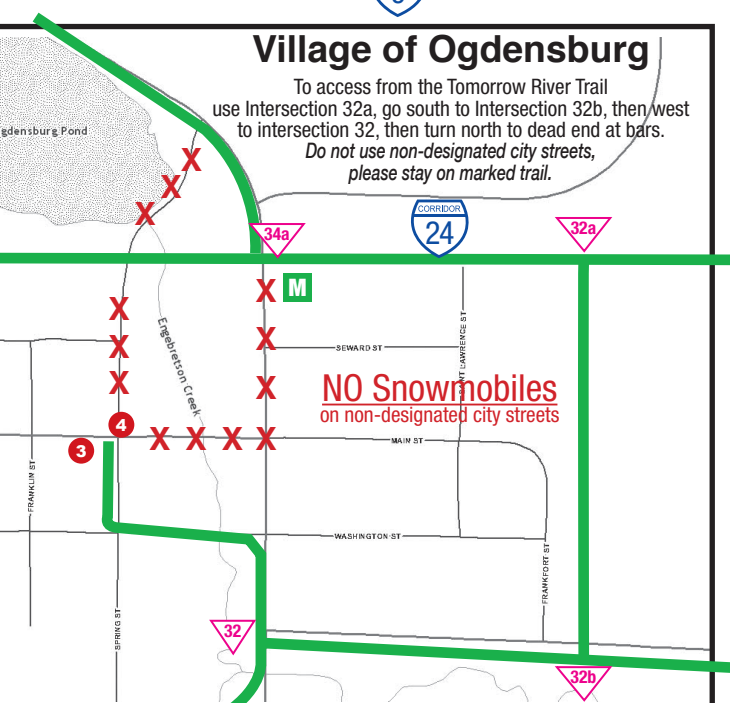 Village of Ogdensburg
To access from the Tomorrow River Trail
use Intersection 32a, go south to Intersection 32b, then west
to intersection 32, then turn north to dead end at bars.
Do not use non-designated city streets,
please stay on marked trail.
gdensburg Pond
X
X
X
34a
CORRIDOR
24
32a
X
M
X
X
SEWARD ST
Engebretson Creek
SAINT LAWRENCE ST
X
X
X
X
NO Snowmobiles
on non-designated city streets
4
3
X
X
X
X
MAIN ST
FRANKLIN ST
WASHINGTON ST
FRANKFORT ST
SPRING ST
32
32b